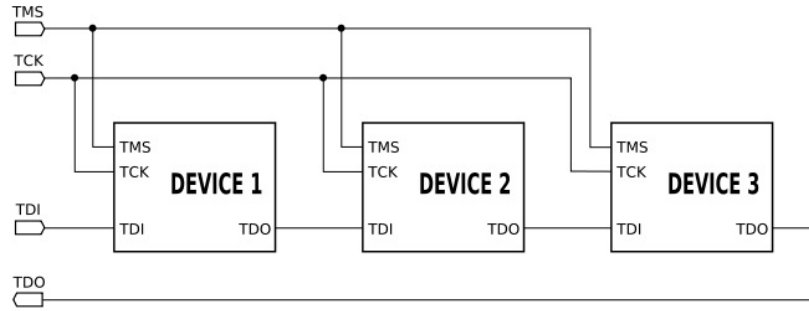 TMS
TCK
TMS
TCK
DEVICE 1
TDI
TDO
TMS
TCK
DEVICE 2
TDI
TDO
TMS
TCK
DEVICE 3
TDI
TDO
TDI
TDO